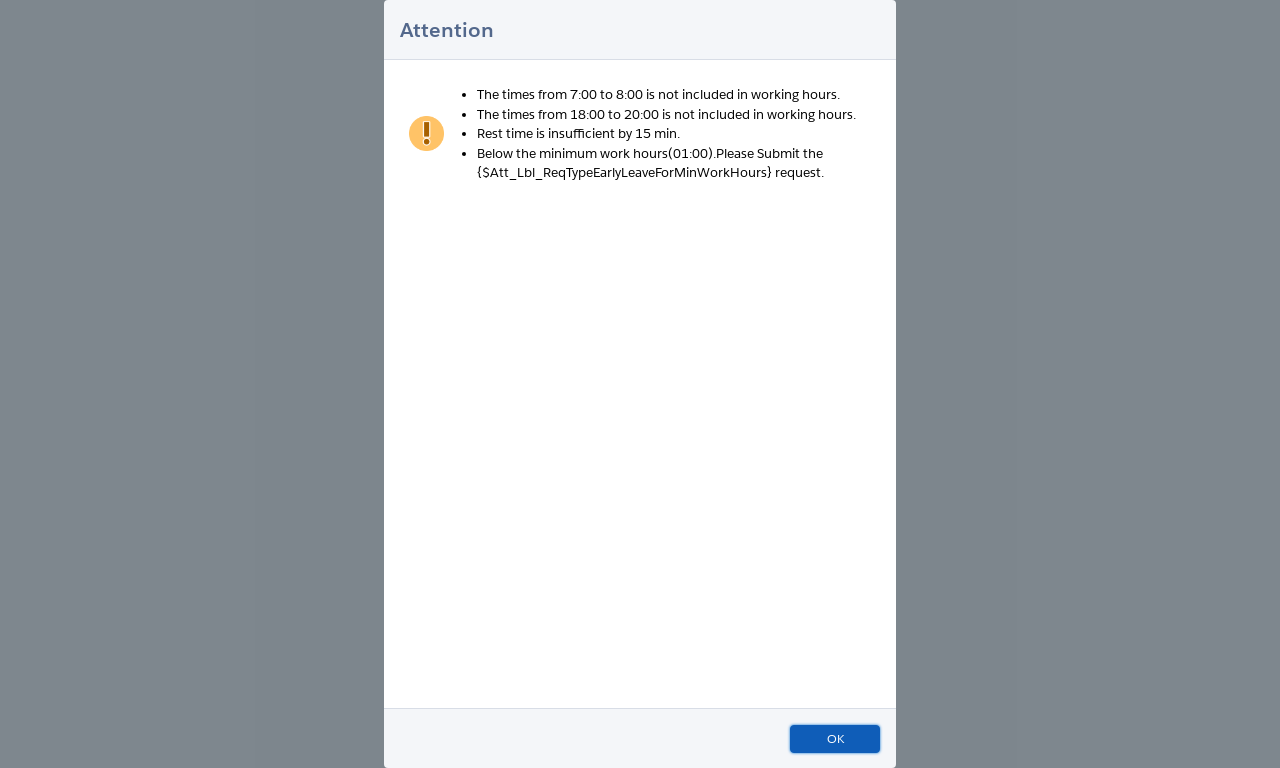 Attention
The times from 7:00 to 8:00 is not included in working hours.
The times from 18:00 to 20:00 is not included in working hours.
Rest time is insufficient by 15 min.
Below the minimum work hours(01:00).Please Submit the
{$Att_Lbl_ReqTypeEarlyLeaveForMinWorkHours} request.
OK